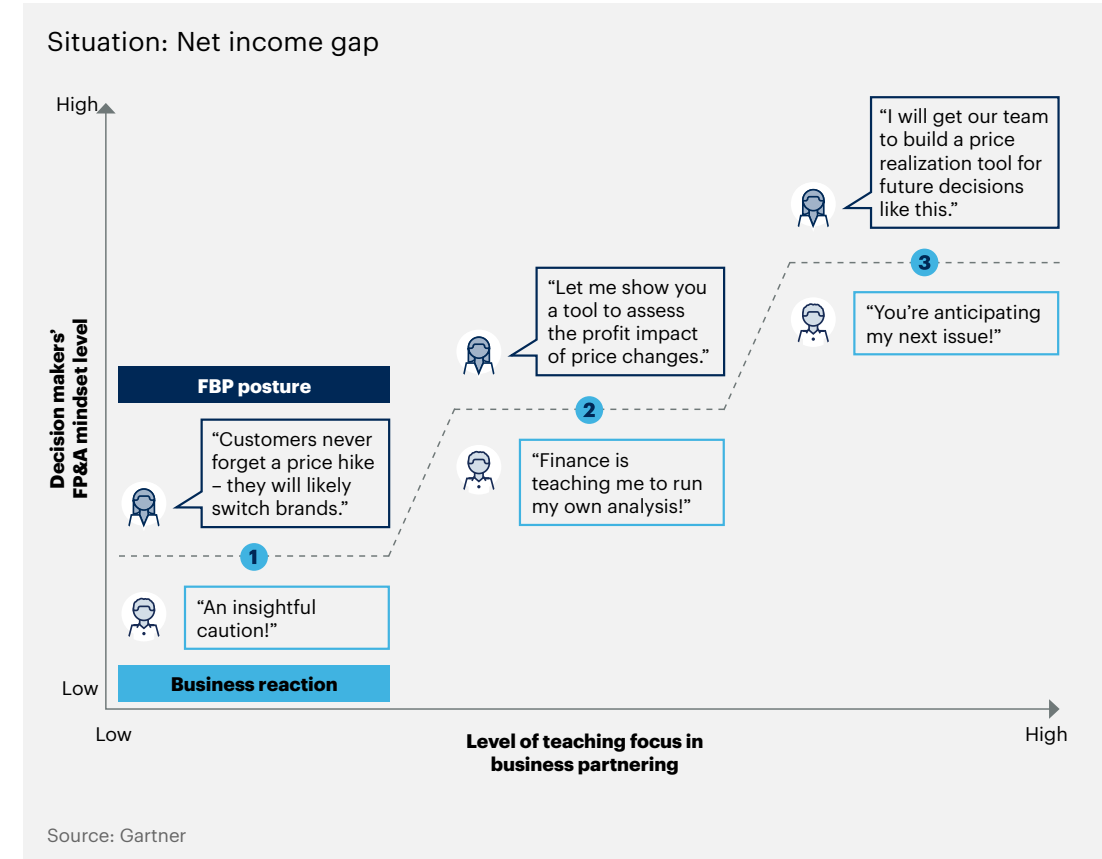 Situation: Net income gap
High
Decision makers’
FP&A mindset level
“I will get our team
to build a price
realization tool for
future decisions
like this.”
3
“You’re anticipating
my next issue!”
“Let me show you
a tool to assess
the profit impact
of price changes.”
2
“Finance is
teaching me to run
my own analysis!”
FBP posture
“Customers never
forget a price hike
– they will likely
switch brands.”
1
“An insightful
caution!”
Business reaction
Low
Low
Level of teaching focus in
business partnering
High
Source: Gartner